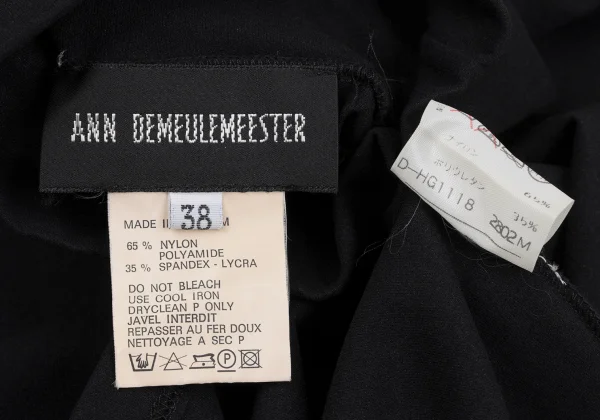 ANN DEMEULEMEESTER
38
MADE I M
65 % NYLON
POLYAMIDE
35 % SPANDEX - LYCRA
DO NOT BLEACH
USE COOL IRON
DRYCLEAN P ONLY
JAVEL INTERDIT
REPASSER AU FER DOUX
NETTOYAGE A SEC P
P
ナイロン 65%
ポリウレタン 35%
D-HG1118
2802M